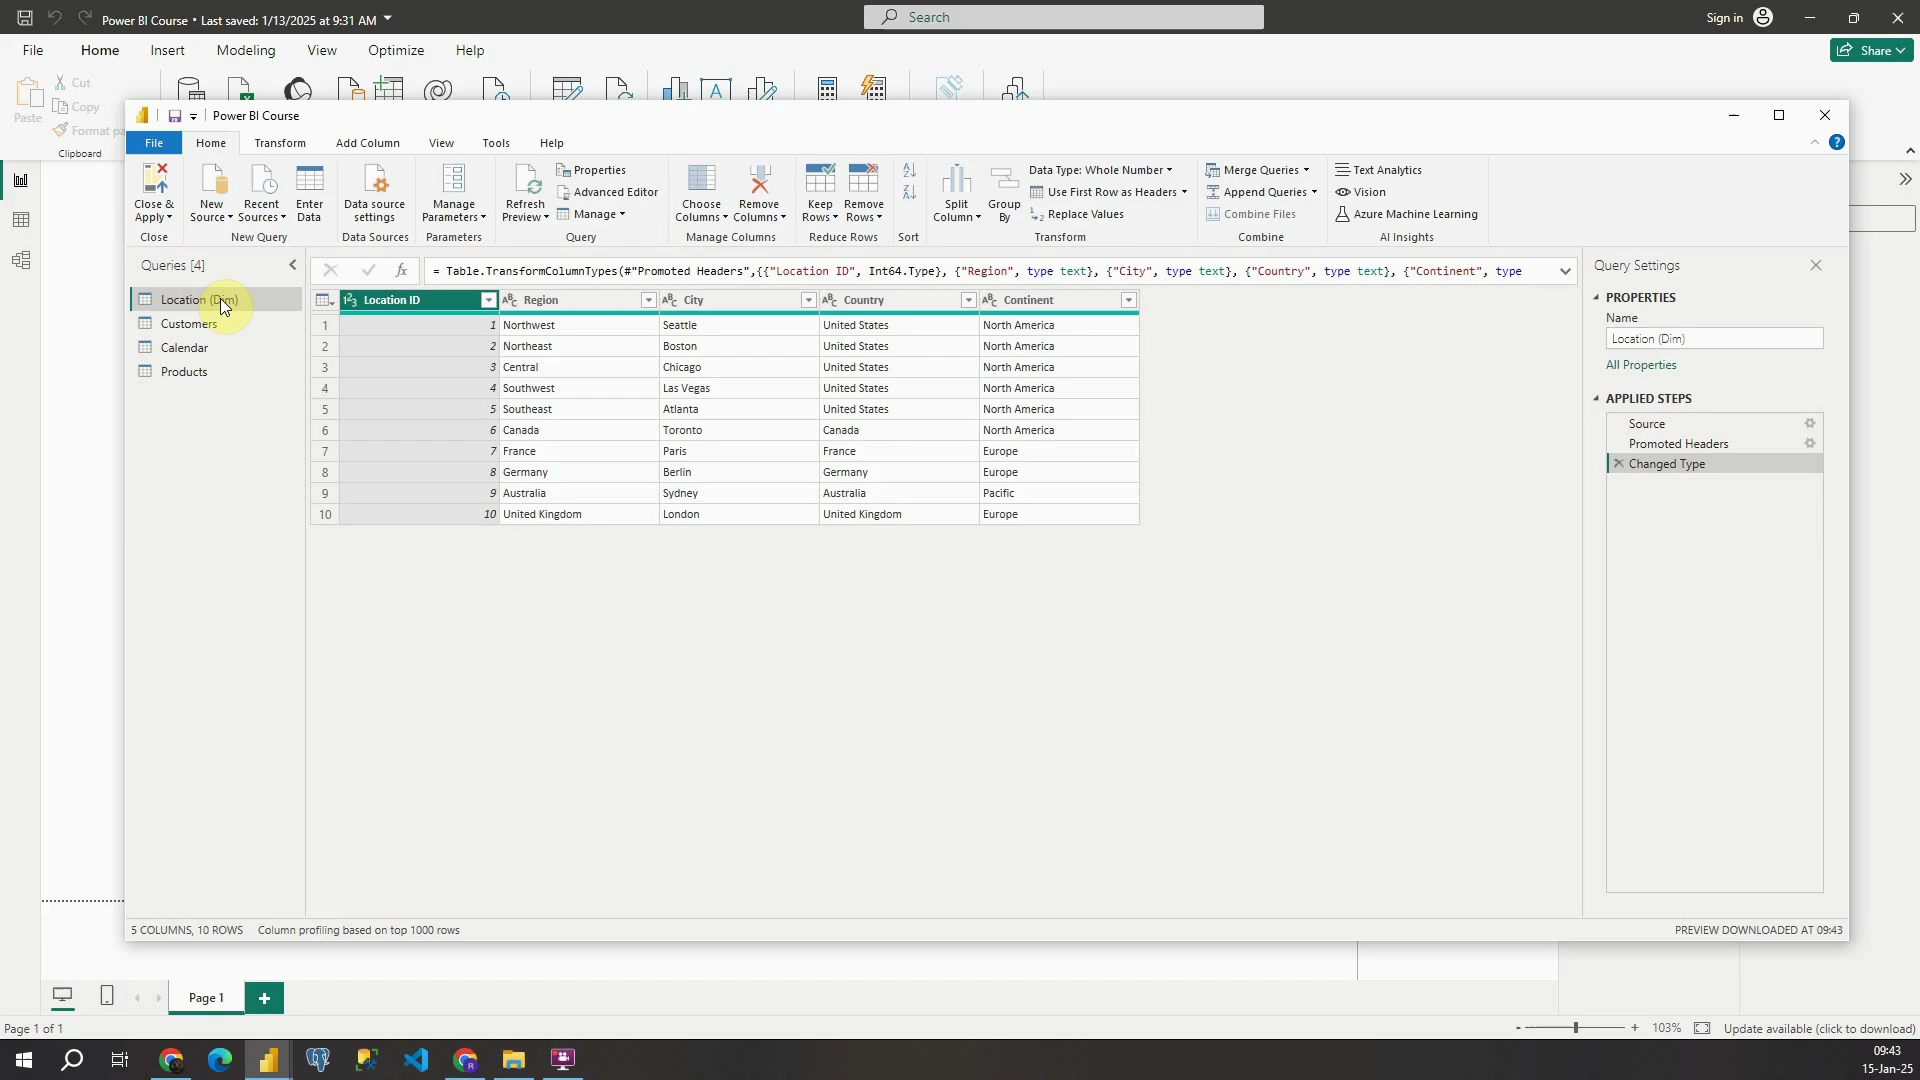 Power BI Course • Last saved: 1/13/2025 at 9:31 AM
Search
Sign in
File Home Insert Modeling View Optimize Help
Share
Paste
Cut
Copy
Format pa
Clipboard
Power BI Course
File Home Transform Add Column View Tools Help
Close & Apply
Close
New Source
Recent Sources
Enter Data
New Query
Data source settings
Data Sources
Manage Parameters
Parameters
Refresh Preview
Properties
Advanced Editor
Manage
Query
Choose Columns
Remove Columns
Manage Columns
Keep Rows
Remove Rows
Reduce Rows
Sort
Split Column
Group By
Data Type: Whole Number
Use First Row as Headers
Replace Values
Transform
Merge Queries
Append Queries
Combine Files
Combine
Text Analytics
Vision
Azure Machine Learning
AI Insights
Queries [4]
Location (Dim)
Customers
Calendar
Products
fx
= Table.TransformColumnTypes(#"Promoted Headers",{{"Location ID", Int64.Type}, {"Region", type text}, {"City", type text}, {"Country", type text}, {"Continent", type
Location ID Region City Country Continent
1 1 Northwest Seattle United States North America
2 2 Northeast Boston United States North America
3 3 Central Chicago United States North America
4 4 Southwest Las Vegas United States North America
5 5 Southeast Atlanta United States North America
6 6 Canada Toronto Canada North America
7 7 France Paris France Europe
8 8 Germany Berlin Germany Europe
9 9 Australia Sydney Australia Pacific
10 10 United Kingdom London United Kingdom Europe
Query Settings
PROPERTIES
Name
Location (Dim)
All Properties
APPLIED STEPS
Source
Promoted Headers
Changed Type
5 COLUMNS, 10 ROWS Column profiling based on top 1000 rows
PREVIEW DOWNLOADED AT 09:43
Page 1
Page 1 of 1
103%
Update available (click to download)
09:43
15-Jan-25